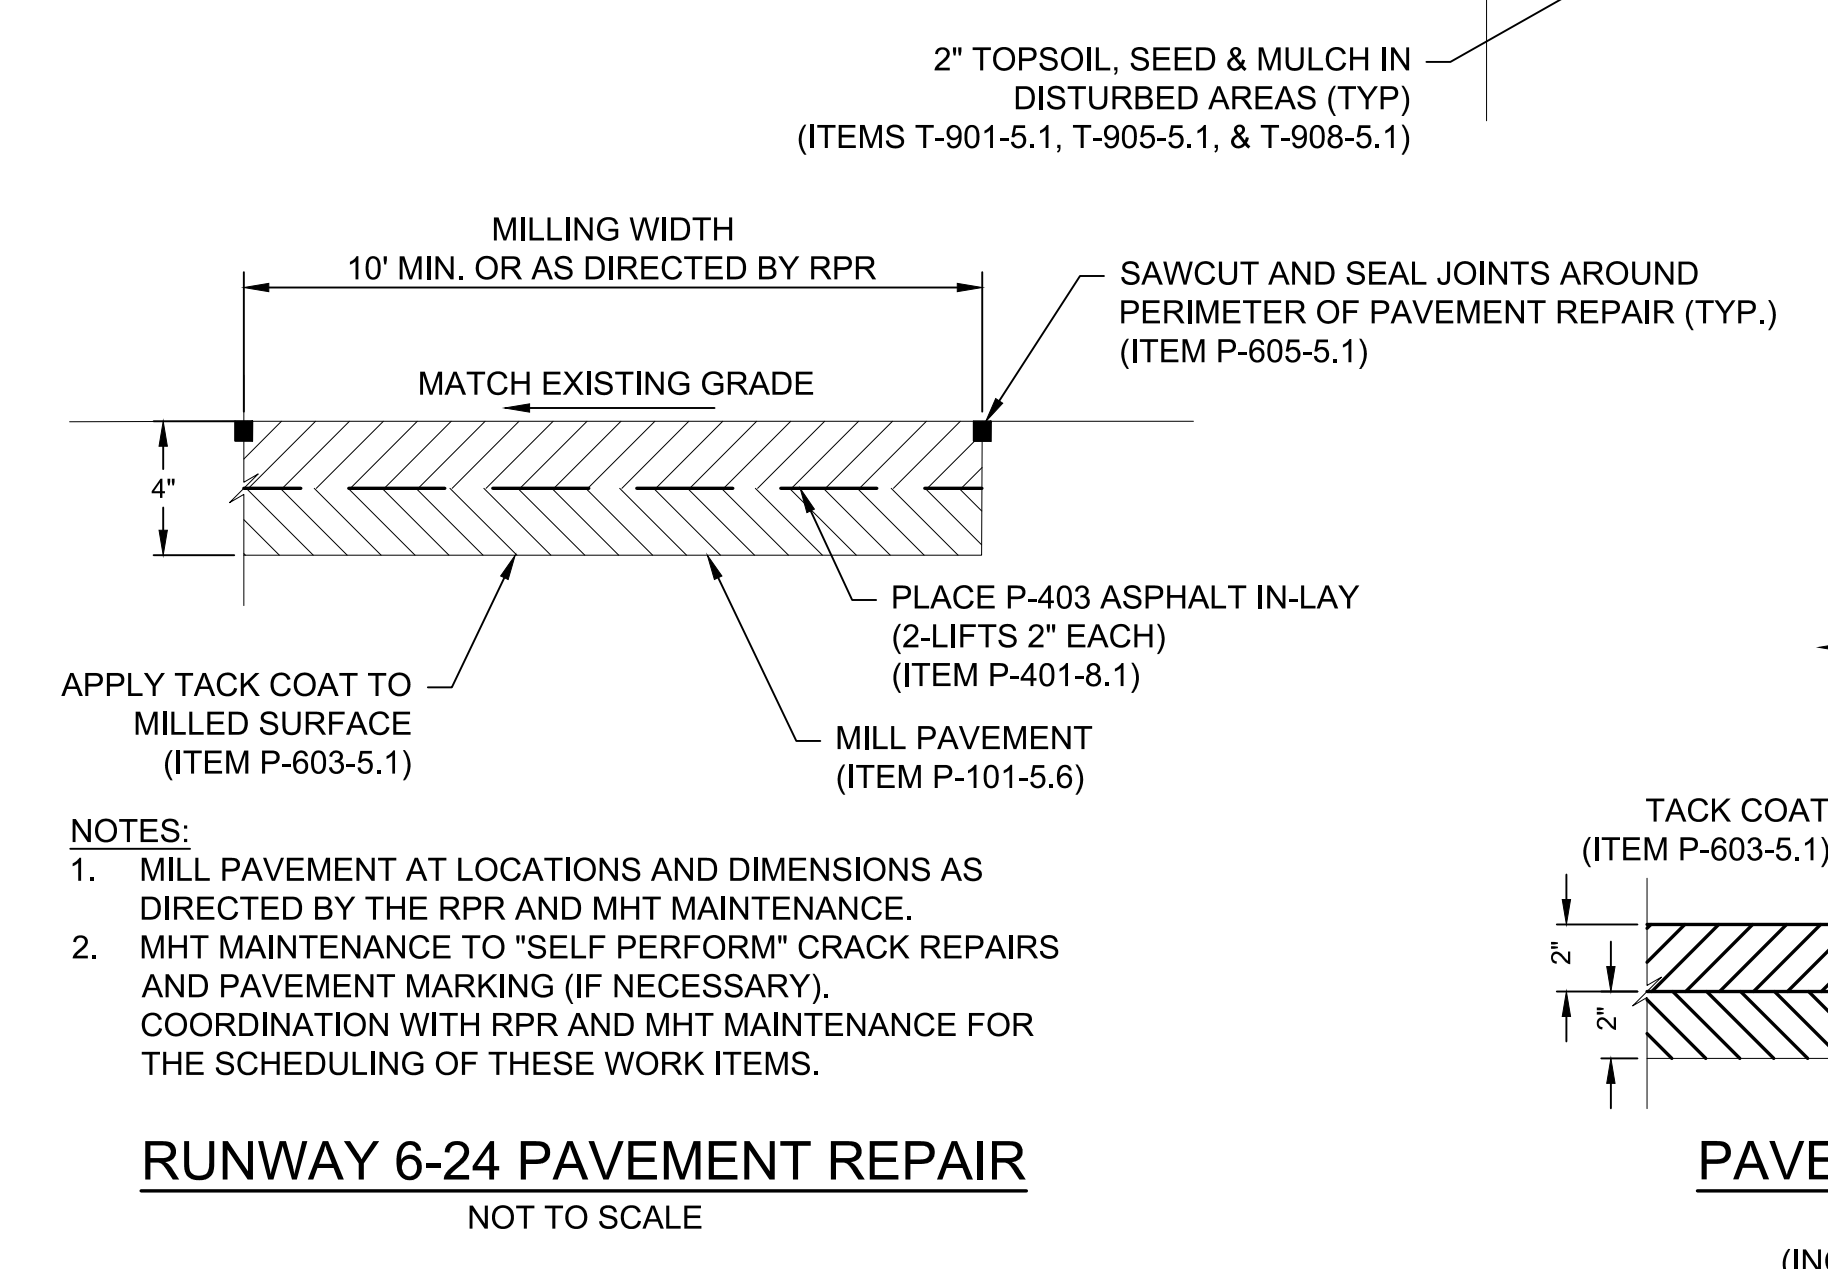 2" TOPSOIL, SEED & MULCH IN
DISTURBED AREAS (TYP)
(ITEMS T-901-5.1, T-905-5.1, & T-908-5.1)
MILLING WIDTH
10' MIN. OR AS DIRECTED BY RPR
SAWCUT AND SEAL JOINTS AROUND
PERIMETER OF PAVEMENT REPAIR (TYP.)
(ITEM P-605-5.1)
MATCH EXISTING GRADE
4"
PLACE P-403 ASPHALT IN-LAY
(2-LIFTS 2" EACH)
(ITEM P-401-8.1)
APPLY TACK COAT TO
MILLED SURFACE
(ITEM P-603-5.1)
MILL PAVEMENT
(ITEM P-101-5.6)
NOTES:
1. MILL PAVEMENT AT LOCATIONS AND DIMENSIONS AS
DIRECTED BY THE RPR AND MHT MAINTENANCE.
2. MHT MAINTENANCE TO "SELF PERFORM" CRACK REPAIRS
AND PAVEMENT MARKING (IF NECESSARY).
COORDINATION WITH RPR AND MHT MAINTENANCE FOR
THE SCHEDULING OF THESE WORK ITEMS.
RUNWAY 6-24 PAVEMENT REPAIR
NOT TO SCALE
TACK COAT
(ITEM P-603-5.1)
2"
2"